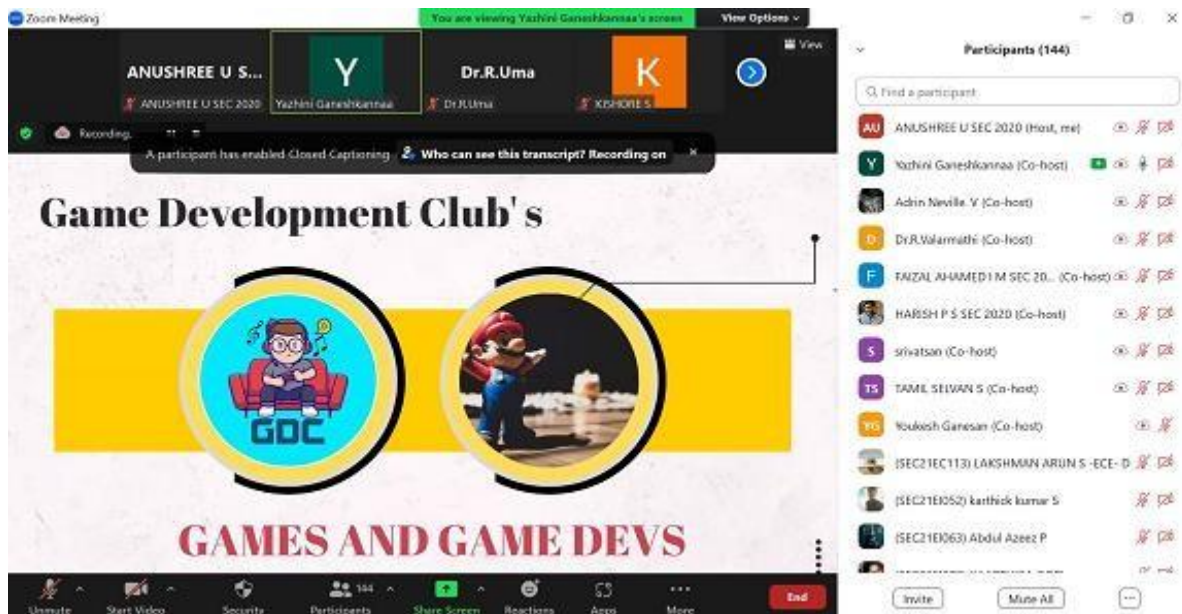 Zoom Meeting
You are viewing Yazhini Ganeshkannaa's screen
View Options
View
ANUSHREE U S...
Y
Dr.R.Uma
K
ANUSHREE U SEC 2020
Yazhini Ganeshkannaa
Dr.R.Uma
KISHORE S
Recording
A participant has enabled Closed Captioning
Who can see this transcript? Recording on
Game Development Club's
GDC
GAMES AND GAME DEVS
Unmute
Start Video
Security
Participants
144
Share Screen
Reactions
Apps
More
End
Participants (144)
Find a participant
AU ANUSHREE U SEC 2020 (Host, me)
Y Yazhini Ganeshkannaa (Co-host)
Adrin Neville. V (Co-host)
D Dr.R.Valarmathi (Co-host)
F FAIZAL AHAMED I M SEC 20... (Co-host)
HARISH P S SEC 2020 (Co-host)
S srivatsan (Co-host)
TS TAMIL SELVAN S (Co-host)
YG Youkesh Ganesan (Co-host)
(SEC21EC113) LAKSHMAN ARUN S -ECE- D
(SEC21EI052) karthick kumar S
(SEC21EI063) Abdul Azeez P
Invite
Mute All